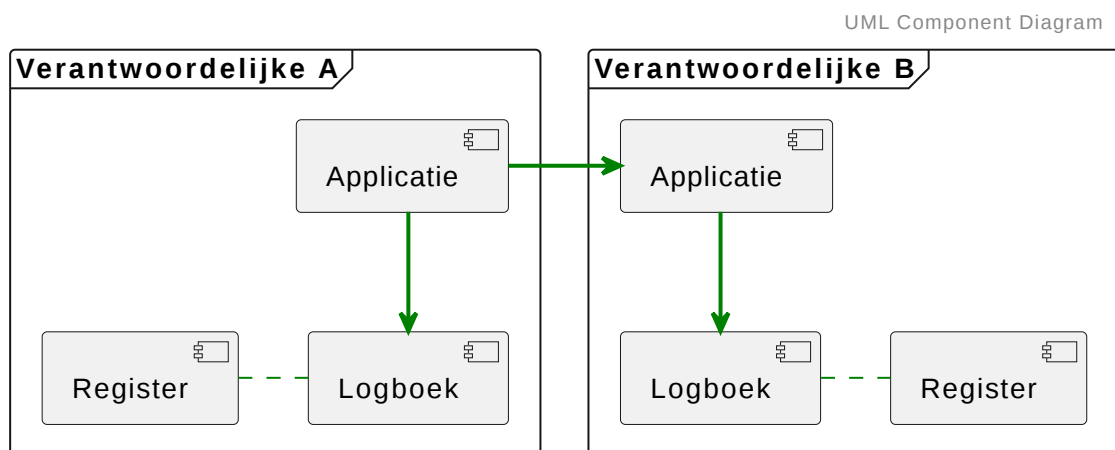 UML Component Diagram
Verantwoordelijke A
Verantwoordelijke B
Applicatie
Applicatie
Register
Logboek
Logboek
Register